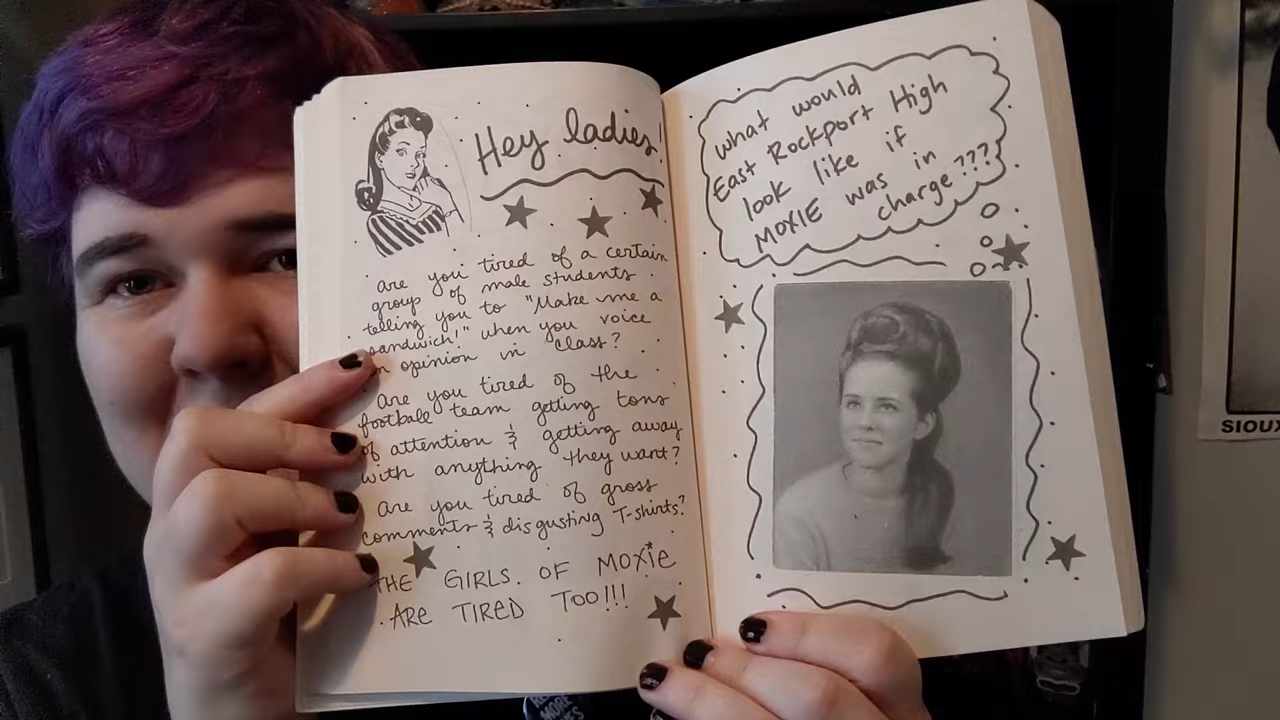 Hey ladies!
are you tired of a certain
group of male students
telling you to "Make me a
sandwich!" when you voice
an opinion in class?
Are you tired of the
football team getting tons
of attention & getting away
with anything they want?
Are you tired of gross
comments & disgusting T-shirts?
THE GIRLS OF MOXIE
ARE TIRED TOO!!!
what would
East Rockport High
look like if
MOXIE was in
charge???
SIOUX
MORE